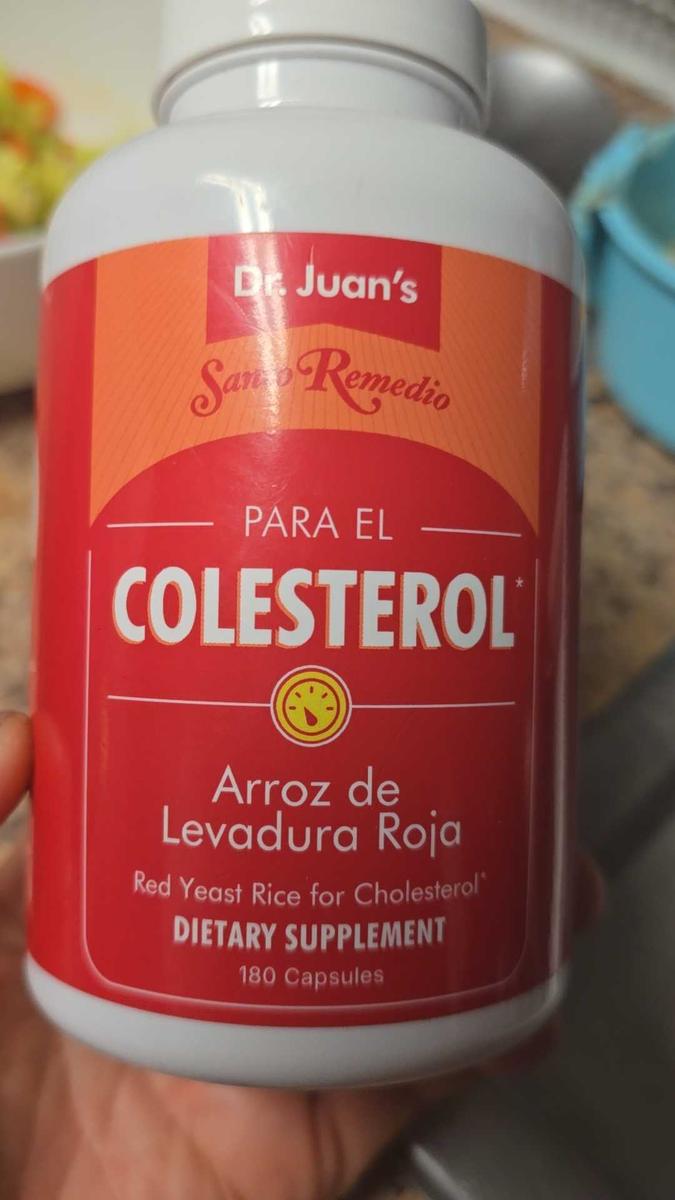 Dr. Juan's
Santo Remedio
PARA EL
COLESTEROL*
Arroz de
Levadura Roja
Red Yeast Rice for Cholesterol*
DIETARY SUPPLEMENT
180 Capsules